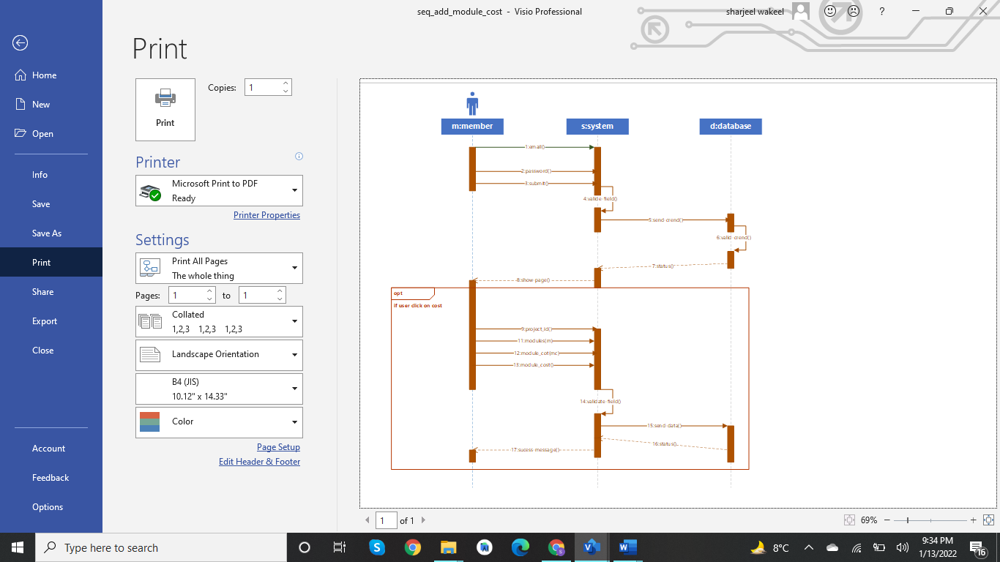 seq_add_module_cost - Visio Professional
sharjeel wakeel
?
Print
Home
New
Open
Info
Save
Save As
Print
Share
Export
Close
Account
Feedback
Options
Print
Copies: 1
Printer
Microsoft Print to PDF
Ready
Printer Properties
Settings
Print All Pages
The whole thing
Pages: 1 to 1
Collated
1,2,3 1,2,3 1,2,3
Landscape Orientation
B4 (JIS)
10.12" x 14.33"
Color
Page Setup
Edit Header & Footer
m:member
s:system
d:database
1:email()
2:password()
3:submit()
4:valide field()
5:send crend()
6:valid crend()
7:status()
8:show page()
opt
if user click on cost
9:project_id()
11:modules(m)
12:module_cot(mc)
13:module_cost()
14:validate field()
15:send data()
16:status()
17:sucess message()
1 of 1
69%
Type here to search
8°C
9:34 PM
1/13/2022
16